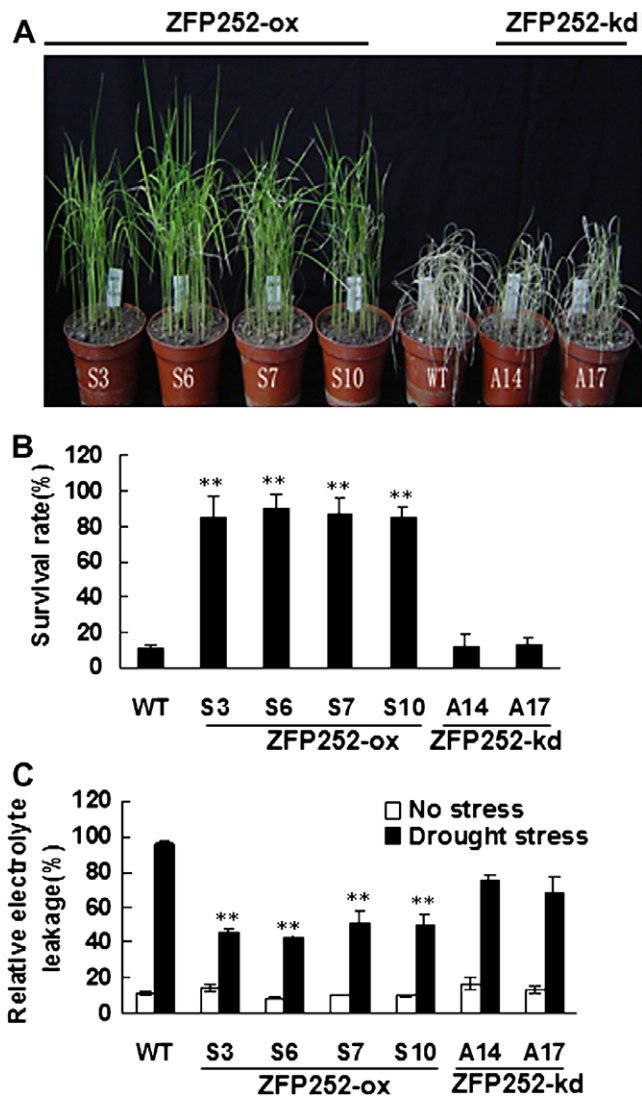 A
ZFP252-ox ZFP252-kd
S3 S6 S7 S10 WT A14 A17
B
Survival rate(%)
120
100
80
60
40
20
0
** ** ** **
WT S3 S6 S7 S10 A14 A17
ZFP252-ox ZFP252-kd
C
Relative electrolyte
leakage(%)
120
100
80
60
40
20
0
No stress
Drought stress
** ** ** **
WT S3 S6 S7 S10 A14 A17
ZFP252-ox ZFP252-kd